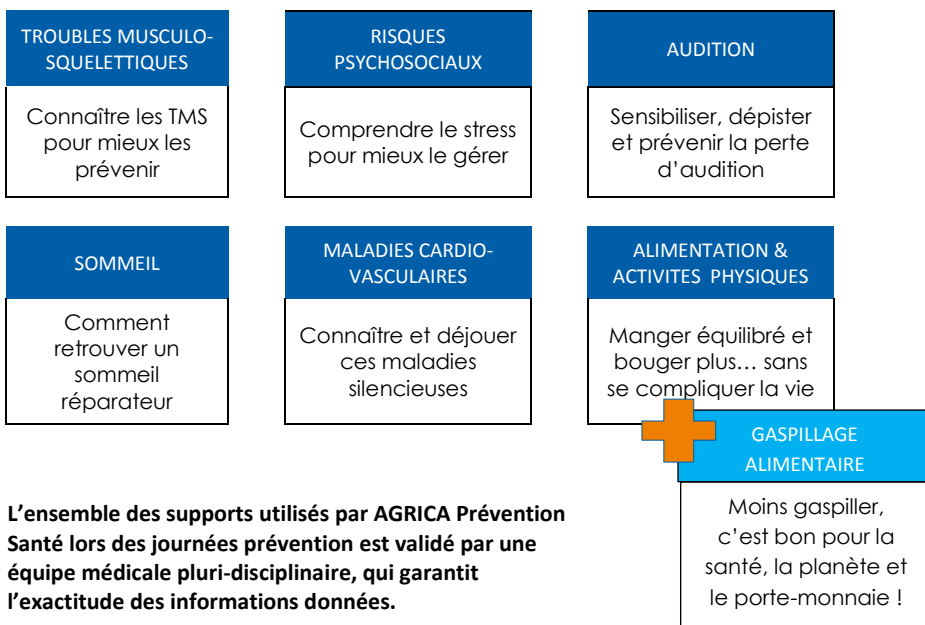 TROUBLES MUSCULO-
SQUELETTIQUES
Connaître les TMS
pour mieux les
prévenir
RISQUES
PSYCHOSOCIAUX
Comprendre le stress
pour mieux le gérer
AUDITION
Sensibiliser, dépister
et prévenir la perte
d’audition
SOMMEIL
Comment
retrouver un
sommeil
réparateur
MALADIES CARDIO-
VASCULAIRES
Connaître et déjouer
ces maladies
silencieuses
ALIMENTATION &
ACTIVITES PHYSIQUES
Manger équilibré et
bouger plus… sans
se compliquer la vie
GASPILLAGE
ALIMENTAIRE
Moins gaspiller,
c’est bon pour la
santé, la planète et
le porte-monnaie !
L’ensemble des supports utilisés par AGRICA Prévention
Santé lors des journées prévention est validé par une
équipe médicale pluri-disciplinaire, qui garantit
l’exactitude des informations données.